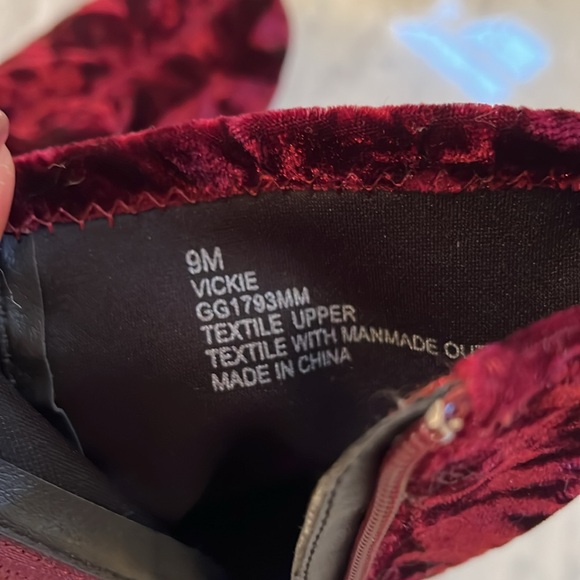 9M
VICKIE
GG1793MM
TEXTILE UPPER
TEXTILE WITH MANMADE
MADE IN CHINA